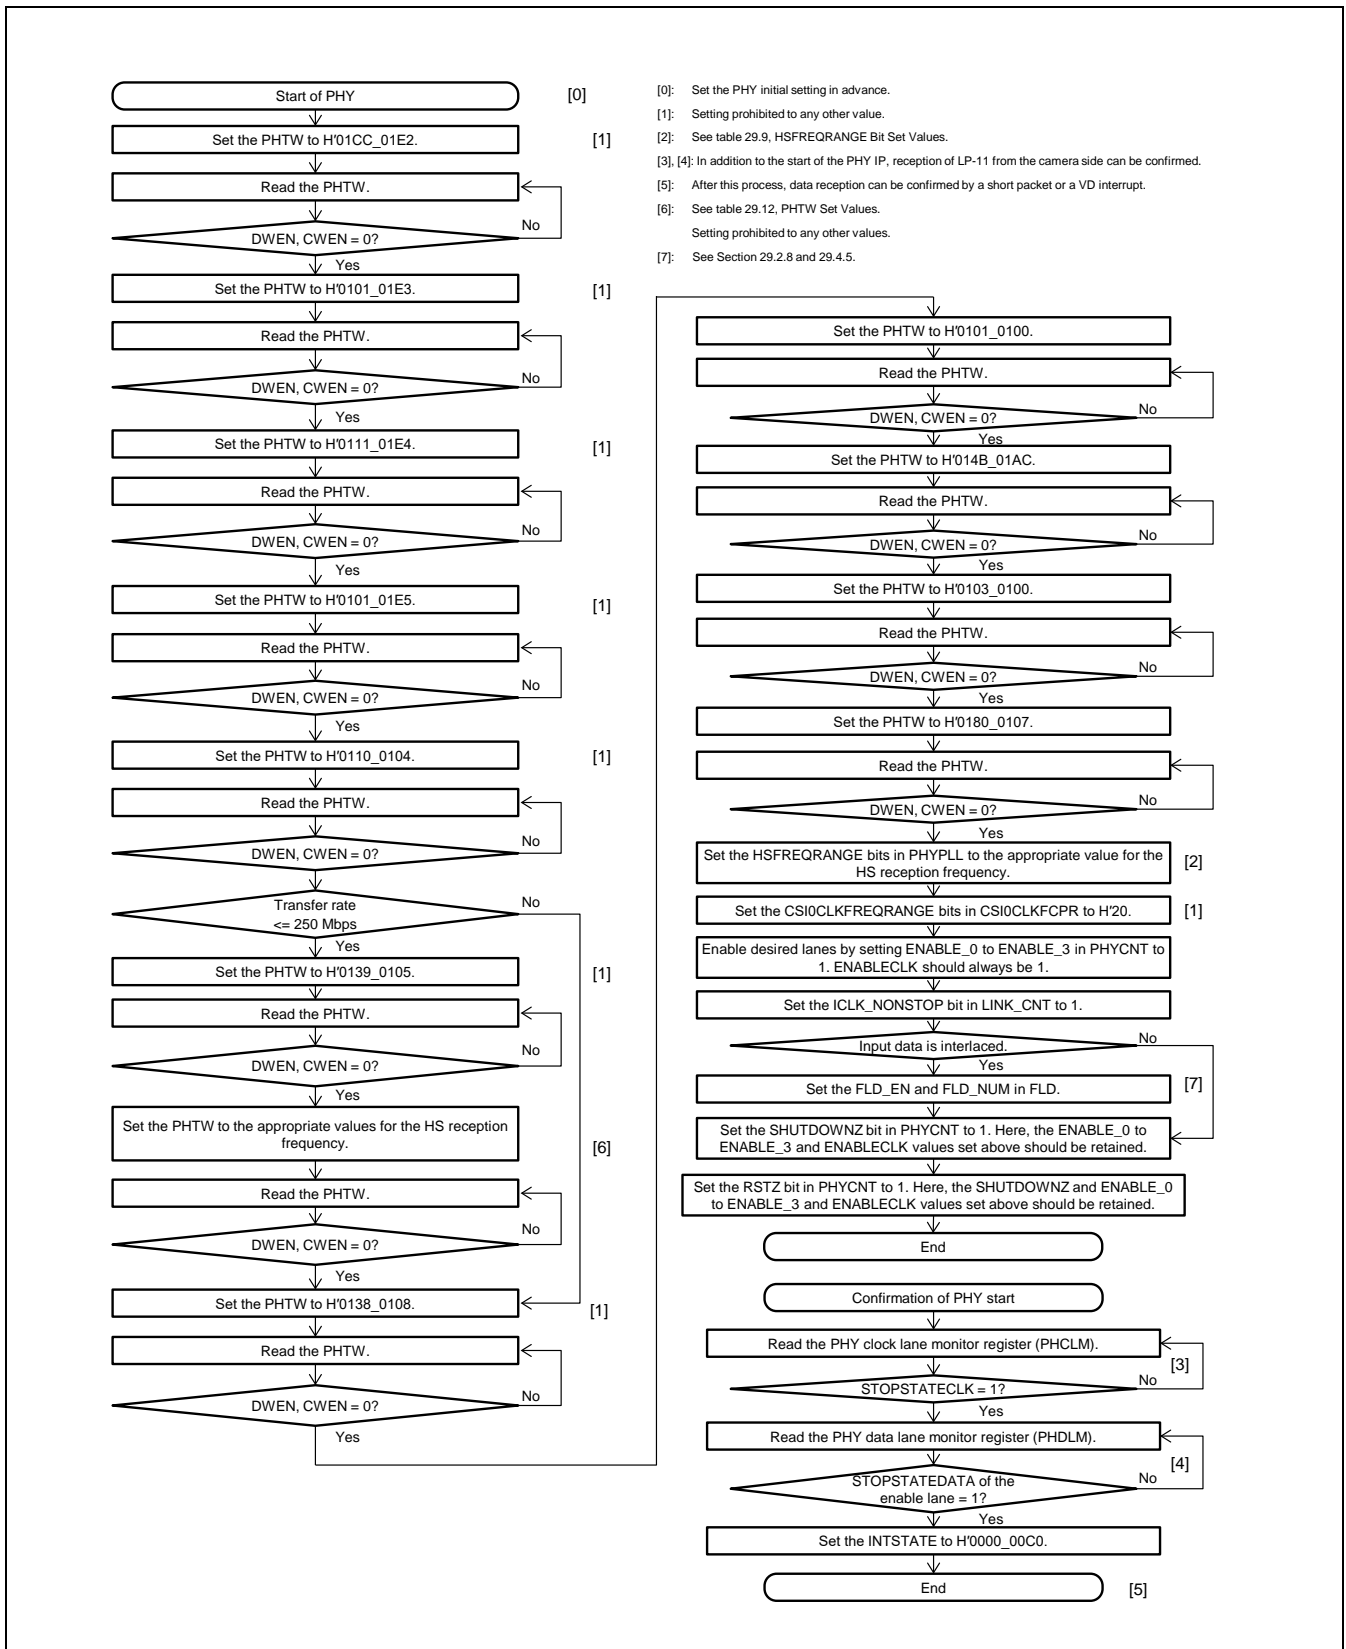 Start of PHY
[0]
Set the PHTW to H'01CC_01E2.
[1]
Read the PHTW.
DWEN, CWEN = 0?
No
Yes
Set the PHTW to H'0101_01E3.
[1]
Read the PHTW.
DWEN, CWEN = 0?
No
Yes
Set the PHTW to H'0111_01E4.
[1]
Read the PHTW.
DWEN, CWEN = 0?
No
Yes
Set the PHTW to H'0101_01E5.
[1]
Read the PHTW.
DWEN, CWEN = 0?
No
Yes
Set the PHTW to H'0110_0104.
[1]
Read the PHTW.
DWEN, CWEN = 0?
No
Transfer rate
<= 250 Mbps
No
Yes
Set the PHTW to H'0139_0105.
[1]
Read the PHTW.
DWEN, CWEN = 0?
No
Yes
Set the PHTW to the appropriate values for the HS reception
frequency.
[6]
Read the PHTW.
DWEN, CWEN = 0?
No
Yes
Set the PHTW to H'0138_0108.
[1]
Read the PHTW.
DWEN, CWEN = 0?
No
Yes
[0]: Set the PHY initial setting in advance.
[1]: Setting prohibited to any other value.
[2]: See table 29.9, HSFREQRANGE Bit Set Values.
[3], [4]: In addition to the start of the PHY IP, reception of LP-11 from the camera side can be confirmed.
[5]: After this process, data reception can be confirmed by a short packet or a VD interrupt.
[6]: See table 29.12, PHTW Set Values.
Setting prohibited to any other values.
[7]: See Section 29.2.8 and 29.4.5.
Set the PHTW to H'0101_0100.
Read the PHTW.
DWEN, CWEN = 0?
No
Yes
Set the PHTW to H'014B_01AC.
Read the PHTW.
DWEN, CWEN = 0?
No
Yes
Set the PHTW to H'0103_0100.
Read the PHTW.
DWEN, CWEN = 0?
No
Yes
Set the PHTW to H'0180_0107.
Read the PHTW.
DWEN, CWEN = 0?
No
Yes
Set the HSFREQRANGE bits in PHYPLL to the appropriate value for the
HS reception frequency.
[2]
Set the CSI0CLKFREQRANGE bits in CSI0CLKFCPR to H'20.
[1]
Enable desired lanes by setting ENABLE_0 to ENABLE_3 in PHYCNT to
1. ENABLECLK should always be 1.
Set the ICLK_NONSTOP bit in LINK_CNT to 1.
Input data is interlaced.
No
Yes
Set the FLD_EN and FLD_NUM in FLD.
[7]
Set the SHUTDOWNZ bit in PHYCNT to 1. Here, the ENABLE_0 to
ENABLE_3 and ENABLECLK values set above should be retained.
Set the RSTZ bit in PHYCNT to 1. Here, the SHUTDOWNZ and ENABLE_0
to ENABLE_3 and ENABLECLK values set above should be retained.
End
Confirmation of PHY start
Read the PHY clock lane monitor register (PHCLM).
[3]
STOPSTATECLK = 1?
No
Yes
Read the PHY data lane monitor register (PHDLM).
[4]
STOPSTATEDATA of the
enable lane = 1?
No
Yes
Set the INTSTATE to H'0000_00C0.
End
[5]